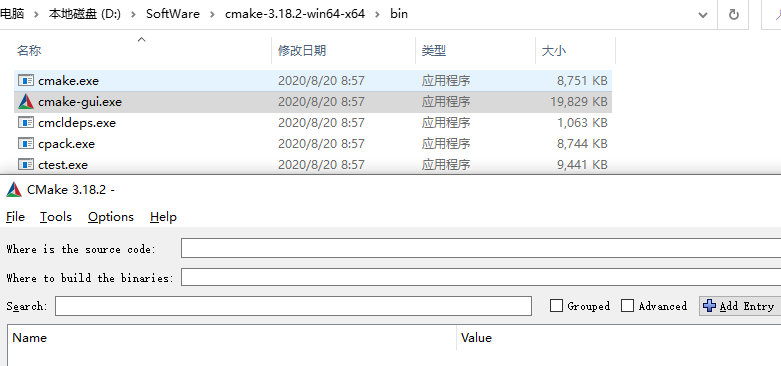 电脑 › 本地磁盘 (D:) › SoftWare › cmake-3.18.2-win64-x64 › bin
名称 修改日期 类型 大小
cmake.exe 2020/8/20 8:57 应用程序 8,751 KB
cmake-gui.exe 2020/8/20 8:57 应用程序 19,829 KB
cmcldeps.exe 2020/8/20 8:57 应用程序 1,063 KB
cpack.exe 2020/8/20 8:57 应用程序 8,744 KB
ctest.exe 2020/8/20 8:57 应用程序 9,441 KB
CMake 3.18.2 -
File Tools Options Help
Where is the source code:
Where to build the binaries:
Search: Grouped Advanced Add Entry
Name Value